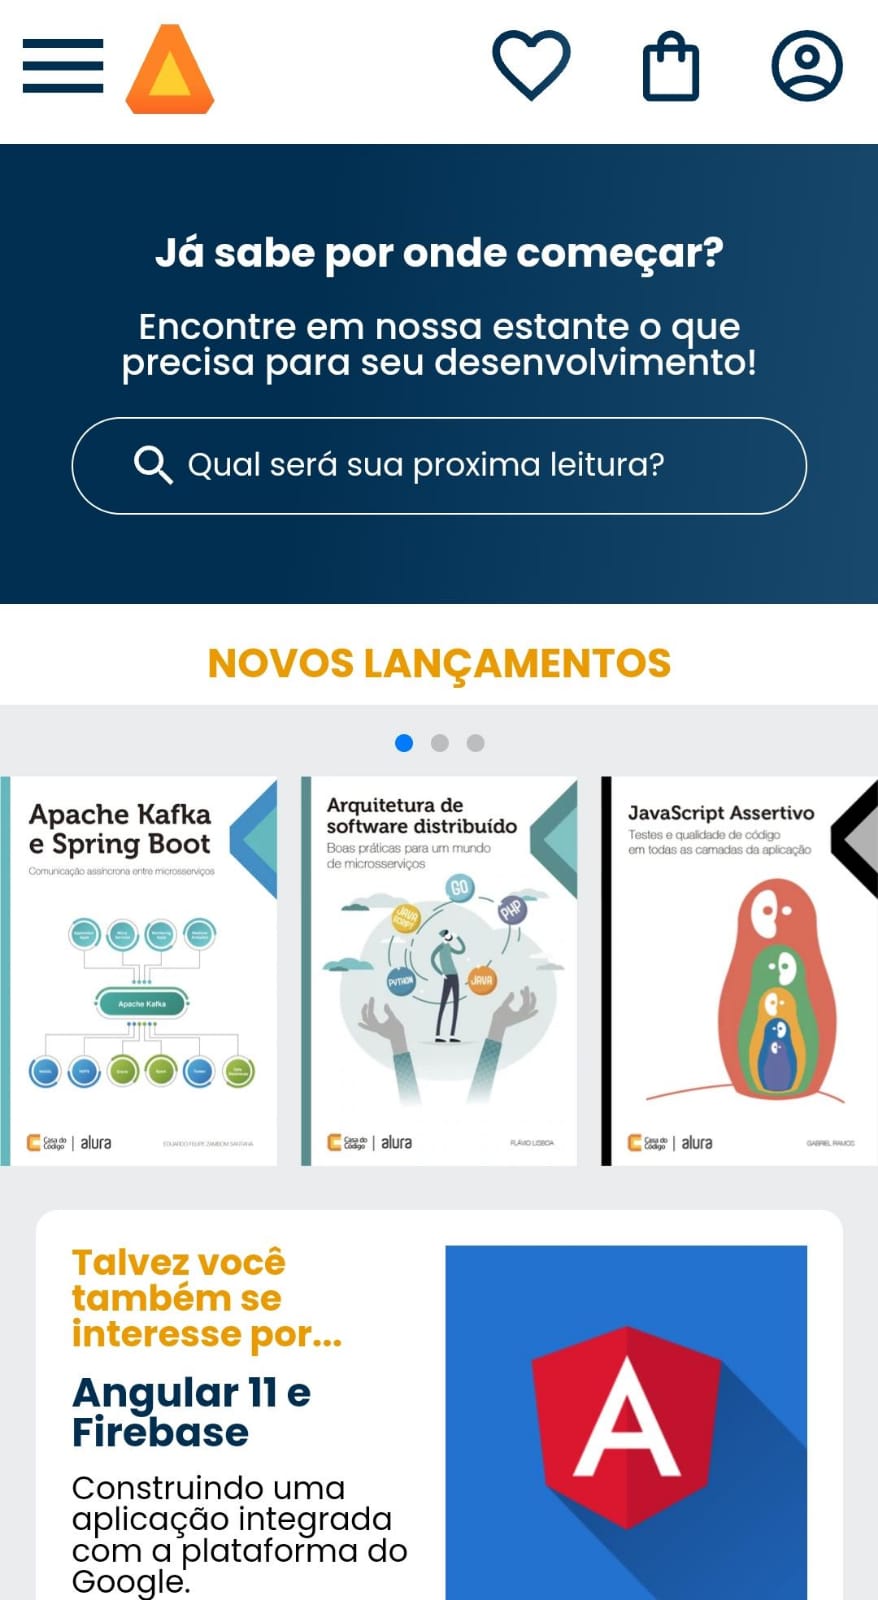 Já sabe por onde começar?
Encontre em nossa estante o que
precisa para seu desenvolvimento!
Qual será sua proxima leitura?
NOVOS LANÇAMENTOS
Apache Kafka
e Spring Boot
Comunicação assíncrona entre microsserviços
Apache Kafka
Casa do
Código
alura
EDUARDO FELIPE ZAMBOM SANTANA
Arquitetura de
software distribuído
Boas práticas para um mundo
de microsserviços
GO
JAVA
SCRIPT
PHP
PYTHON
JAVA
Casa do
Código
alura
FLÁVIO LISBOA
JavaScript Assertivo
Testes e qualidade de código
em todas as camadas da aplicação
Casa do
Código
alura
GABRIEL RAMOS
Talvez você
também se
interesse por...
Angular 11 e
Firebase
Construindo uma
aplicação integrada
com a plataforma do
Google.
A